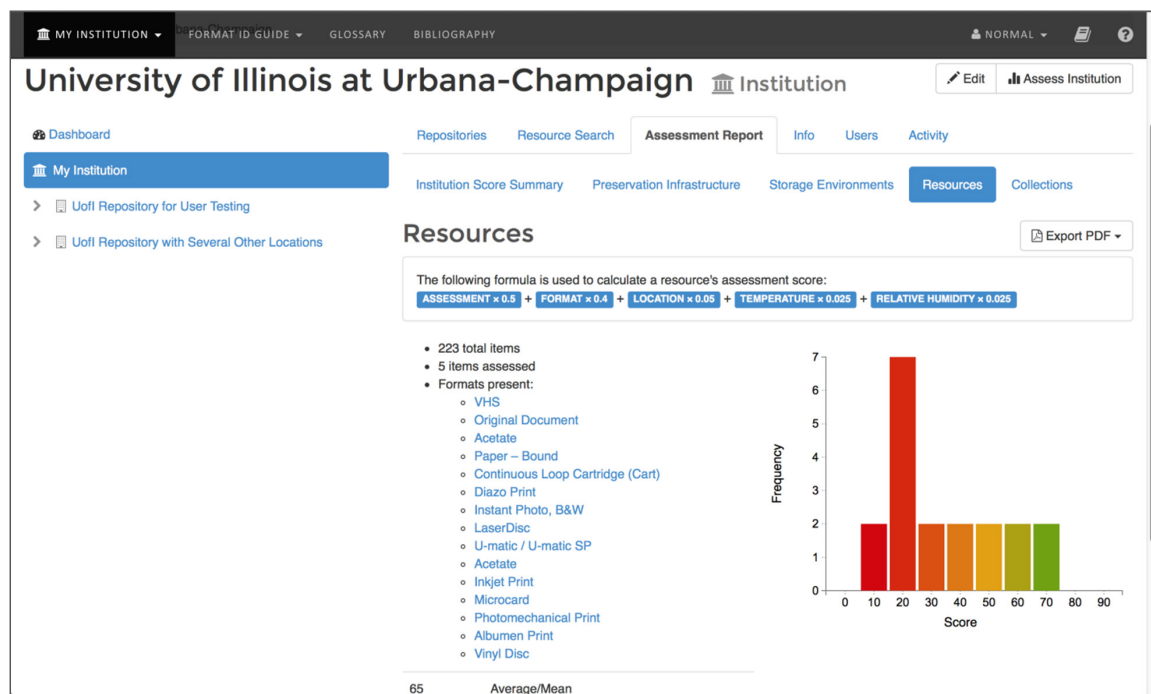 MY INSTITUTION FORMAT ID GUIDE GLOSSARY BIBLIOGRAPHY NORMAL
University of Illinois at Urbana-Champaign Institution
Edit Assess Institution
Dashboard
My Institution
UofI Repository for User Testing
UofI Repository with Several Other Locations
Repositories Resource Search Assessment Report Info Users Activity
Institution Score Summary Preservation Infrastructure Storage Environments Resources Collections
Resources
Export PDF
The following formula is used to calculate a resource's assessment score:
ASSESSMENT × 0.5 + FORMAT × 0.4 + LOCATION × 0.05 + TEMPERATURE × 0.025 + RELATIVE HUMIDITY × 0.025
223 total items
5 items assessed
Formats present:
VHS
Original Document
Acetate
Paper – Bound
Continuous Loop Cartridge (Cart)
Diazo Print
Instant Photo, B&W
LaserDisc
U-matic / U-matic SP
Acetate
Inkjet Print
Microcard
Photomechanical Print
Albumen Print
Vinyl Disc
65 Average/Mean
7
6
5
4
3
2
1
0
Frequency
0 10 20 30 40 50 60 70 80 90
Score